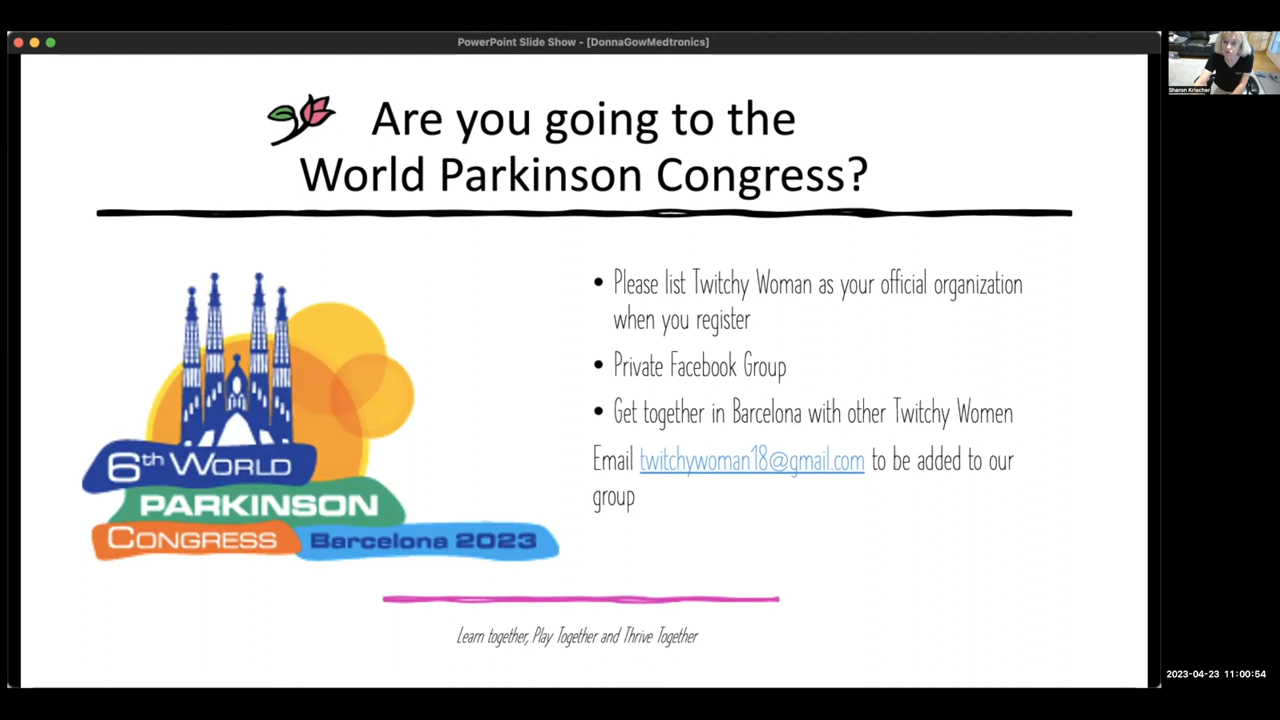 PowerPoint Slide Show - [DonnaGowMedtronics]
Sharon Krischer
Are you going to the
World Parkinson Congress?
• Please list Twitchy Woman as your official organization
when you register
• Private Facebook Group
• Get together in Barcelona with other Twitchy Women
Email twitchywoman18@gmail.com to be added to our
group
6th WORLD
PARKINSON
CONGRESS Barcelona 2023
Learn together, Play Together and Thrive Together
2023-04-23 11:00:54